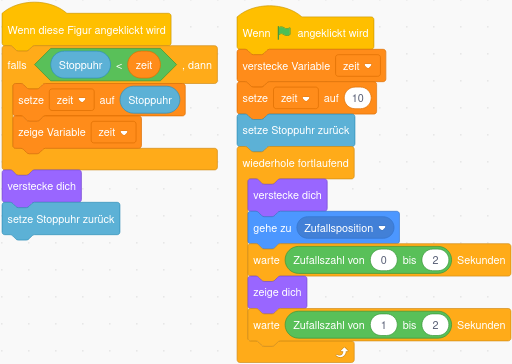 Wenn diese Figur angeklickt wird
falls Stoppuhr < zeit , dann
setze zeit auf Stoppuhr
zeige Variable zeit
verstecke dich
setze Stoppuhr zurück
Wenn angeklickt wird
verstecke Variable zeit
setze zeit auf 10
setze Stoppuhr zurück
wiederhole fortlaufend
verstecke dich
gehe zu Zufallsposition
warte Zufallszahl von 0 bis 2 Sekunden
zeige dich
warte Zufallszahl von 1 bis 2 Sekunden